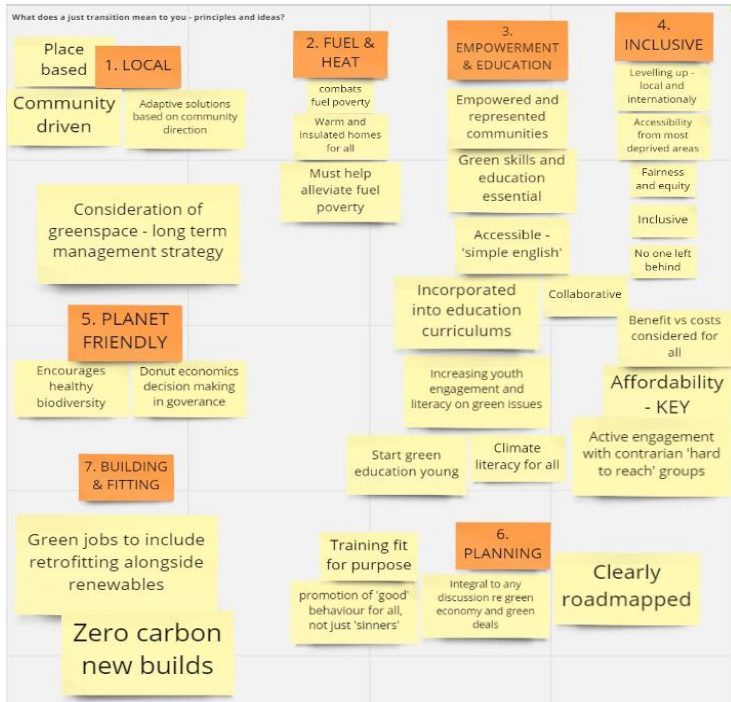 What does a just transition mean to you - principles and ideas?
Place
based
1. LOCAL
Community
driven
Adaptive solutions
based on community
direction
Consideration of
greenspace - long term
management strategy
2. FUEL &
HEAT
combats
fuel poverty
Warm and
insulated homes
for all
Must help
alleviate fuel
poverty
3.
EMPOWERMENT
& EDUCATION
Empowered and
represented
communities
Green skills and
education
essential
Accessible -
'simple english'
Incorporated
into education
curriculums
Collaborative
Increasing youth
engagement and
literacy on green issues
Start green
education young
Climate
literacy for all
4.
INCLUSIVE
Levelling up -
local and
internationaly
Accessibility
from most
deprived areas
Fairness
and equity
Inclusive
No one left
behind
Benefit vs costs
considered for
all
Affordability
- KEY
Active engagement
with contrarian 'hard
to reach' groups
5. PLANET
FRIENDLY
Encourages
healthy
biodiversity
Donut economics
decision making
in goverance
7. BUILDING
& FITTING
Green jobs to include
retrofitting alongside
renewables
Zero carbon
new builds
Training fit
for purpose
6.
PLANNING
promotion of 'good'
behaviour for all,
not just 'sinners'
Integral to any
discussion re green
economy and green
deals
Clearly
roadmapped